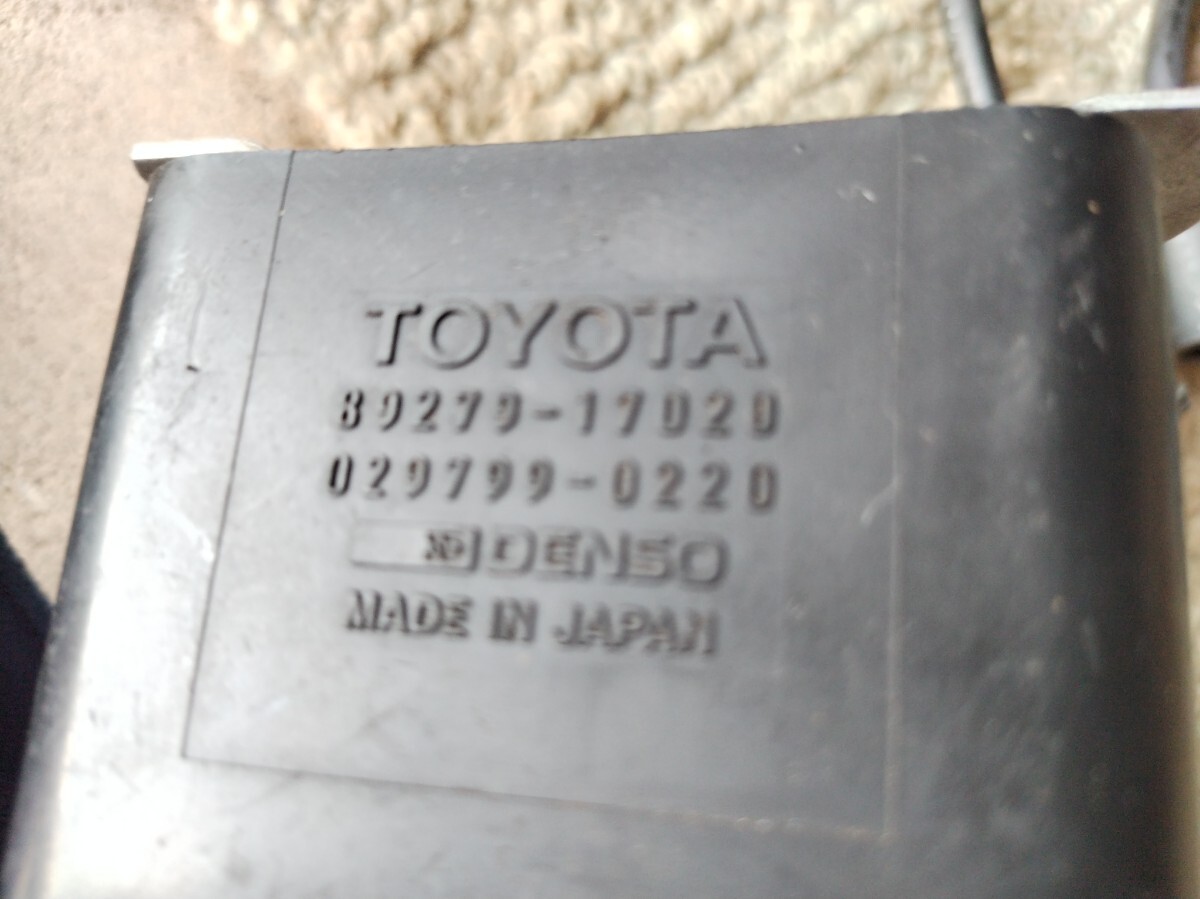 TOYOTA
89279-17020
029799-0220
DENSO
MADE IN JAPAN